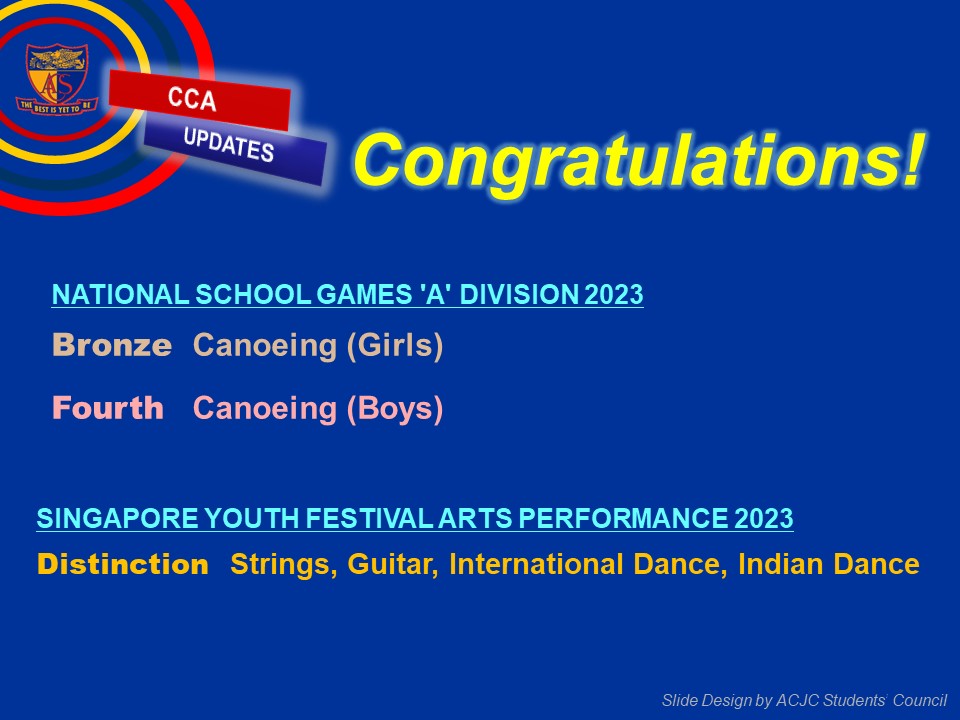 ACS
THE BEST IS YET TO BE
CCA
UPDATES
Congratulations!
NATIONAL SCHOOL GAMES 'A' DIVISION 2023
Bronze Canoeing (Girls)
Fourth Canoeing (Boys)
SINGAPORE YOUTH FESTIVAL ARTS PERFORMANCE 2023
Distinction Strings, Guitar, International Dance, Indian Dance
Slide Design by ACJC Students' Council